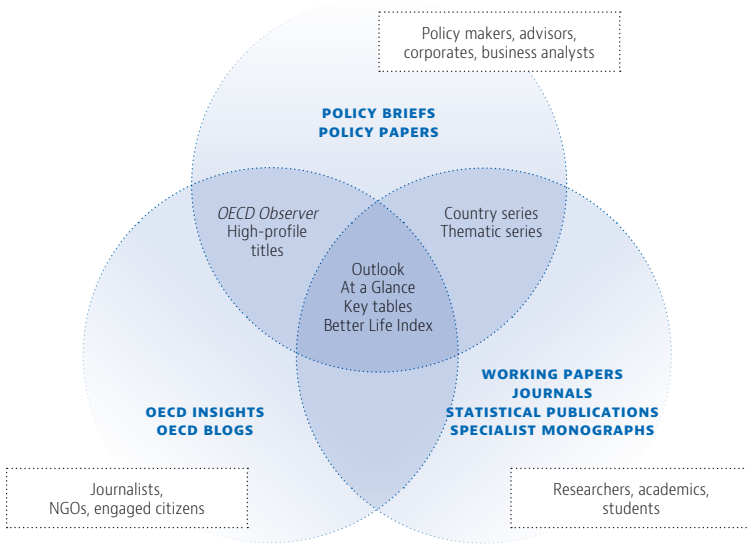 Policy makers, advisors,
corporates, business analysts
POLICY BRIEFS
POLICY PAPERS
OECD Observer
High-profile
titles
Country series
Thematic series
Outlook
At a Glance
Key tables
Better Life Index
OECD INSIGHTS
OECD BLOGS
WORKING PAPERS
JOURNALS
STATISTICAL PUBLICATIONS
SPECIALIST MONOGRAPHS
Journalists,
NGOs, engaged citizens
Researchers, academics,
students